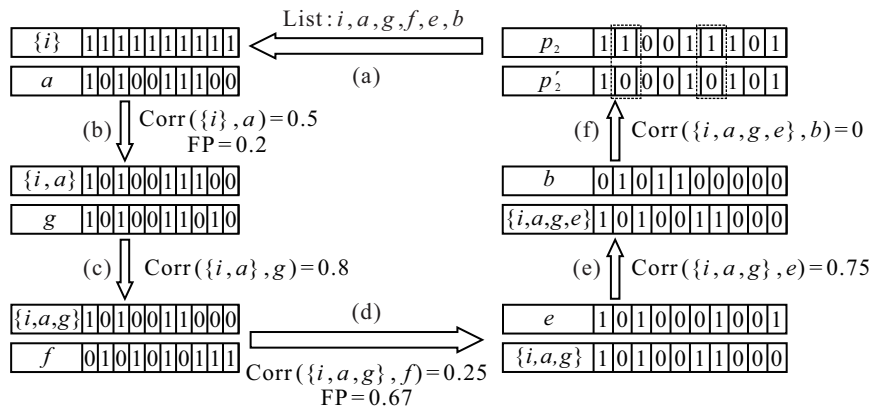 List: i, a, g, f, e, b
{i} 1 1 1 1 1 1 1 1 1 1
a 1 0 1 0 0 1 1 1 0 0
(a)
p₂ 1 1 0 0 1 1 1 0 1
p₂′ 1 0 0 0 1 0 1 0 1
(b) Corr({i},a)=0.5
FP=0.2
(f) Corr({i,a,g,e},b)=0
{i,a} 1 0 1 0 0 1 1 1 0 0
g 1 0 1 0 0 1 1 0 1 0
b 0 1 0 1 1 0 0 0 0 0
{i,a,g,e} 1 0 1 0 0 1 1 0 0 0
(c) Corr({i,a},g)=0.8
(e) Corr({i,a,g},e)=0.75
{i,a,g} 1 0 1 0 0 1 1 0 0 0
f 0 1 0 1 0 1 0 1 1 1
(d)
Corr({i,a,g},f)=0.25
FP=0.67
e 1 0 1 0 0 0 1 0 0 1
{i,a,g} 1 0 1 0 0 1 1 0 0 0